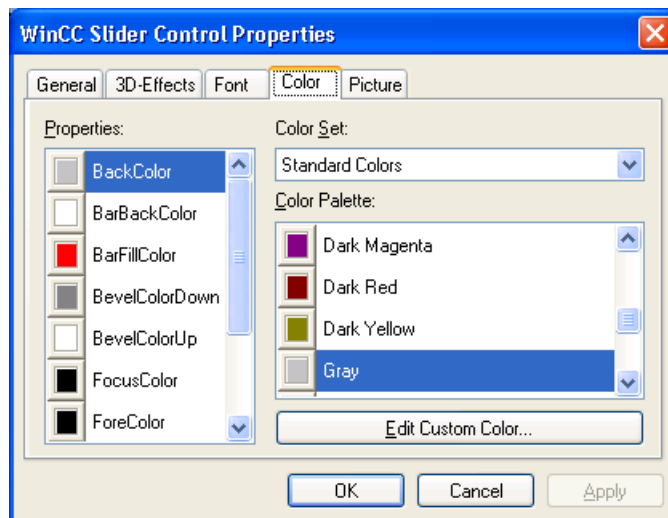 WinCC Slider Control Properties
General 3D-Effects Font Color Picture
Properties:
BackColor
BarBackColor
BarFillColor
BevelColorDown
BevelColorUp
FocusColor
ForeColor
Color Set:
Standard Colors
Color Palette:
Dark Magenta
Dark Red
Dark Yellow
Gray
Edit Custom Color...
OK Cancel Apply